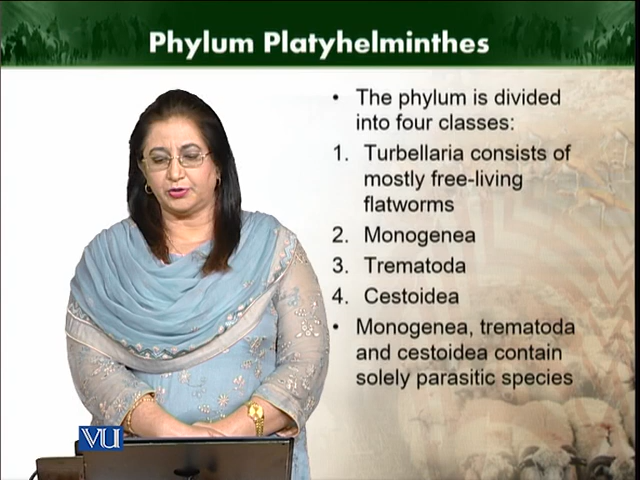 Phylum Platyhelminthes
• The phylum is divided
into four classes:
1. Turbellaria consists of
mostly free-living
flatworms
2. Monogenea
3. Trematoda
4. Cestoidea
• Monogenea, trematoda
and cestoidea contain
solely parasitic species
VU